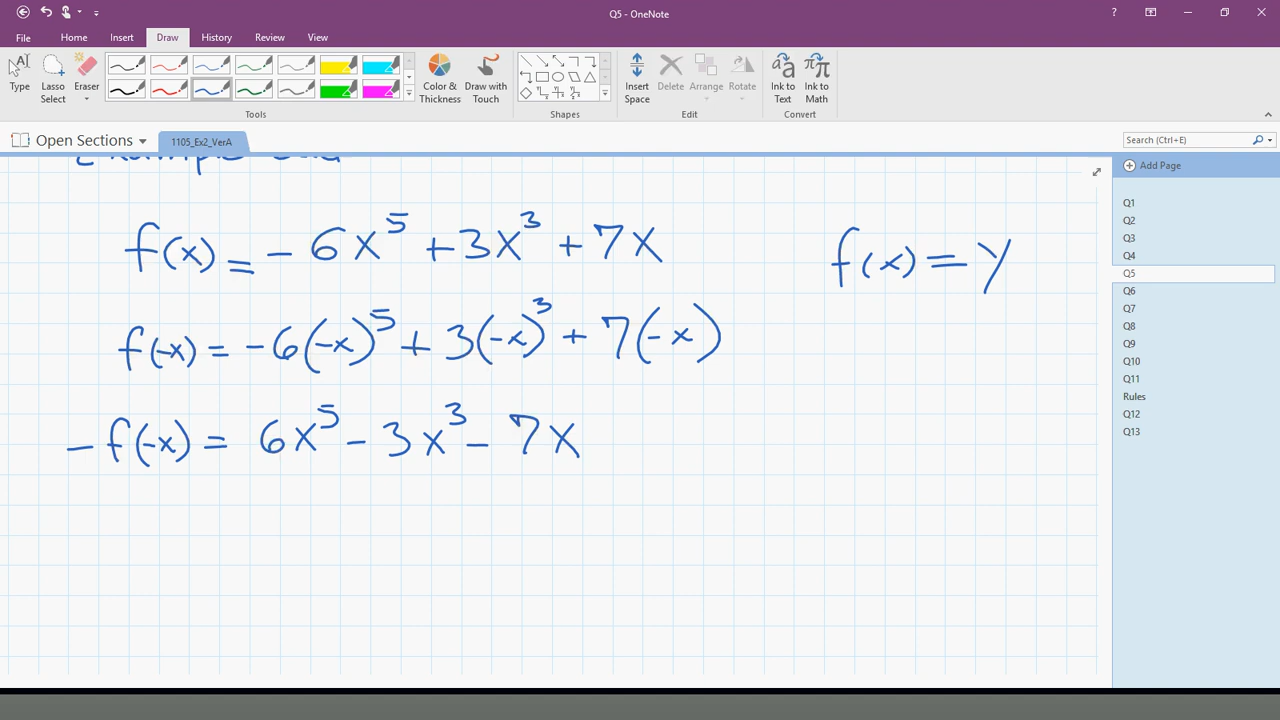 Q5 - OneNote
?
File Home Insert Draw History Review View
Type
Lasso Select
Eraser
Color & Thickness
Draw with Touch
Insert Space
Delete
Arrange
Rotate
Ink to Text
Ink to Math
Tools
Shapes
Edit
Convert
Open Sections
1105_Ex2_VerA
Search (Ctrl+E)
Add Page
Example
f(x) = - 6x⁵ + 3x³ + 7x
f(x) = y
f(-x) = - 6(-x)⁵ + 3(-x)³ + 7(-x)
- f(-x) = 6x⁵ - 3x³ - 7x
Q1
Q2
Q3
Q4
Q5
Q6
Q7
Q8
Q9
Q10
Q11
Rules
Q12
Q13